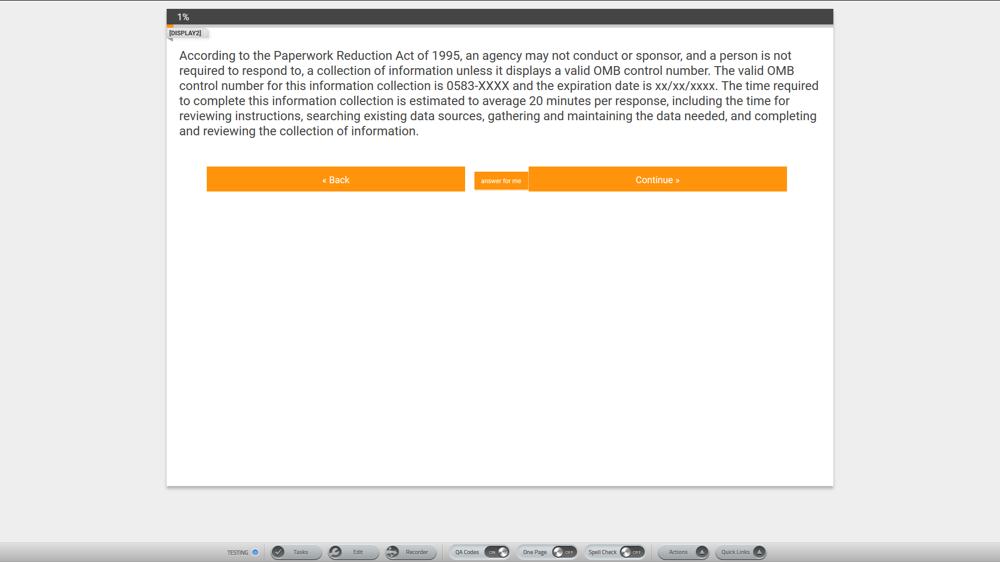 1%
[DISPLAY2]
According to the Paperwork Reduction Act of 1995, an agency may not conduct or sponsor, and a person is not
required to respond to, a collection of information unless it displays a valid OMB control number. The valid OMB
control number for this information collection is 0583-XXXX and the expiration date is xx/xx/xxxx. The time required
to complete this information collection is estimated to average 20 minutes per response, including the time for
reviewing instructions, searching existing data sources, gathering and maintaining the data needed, and completing
and reviewing the collection of information.
« Back answer for me Continue »
TESTING Tasks Edit Recorder QA Codes ON One Page OFF Spell Check OFF Actions Quick Links